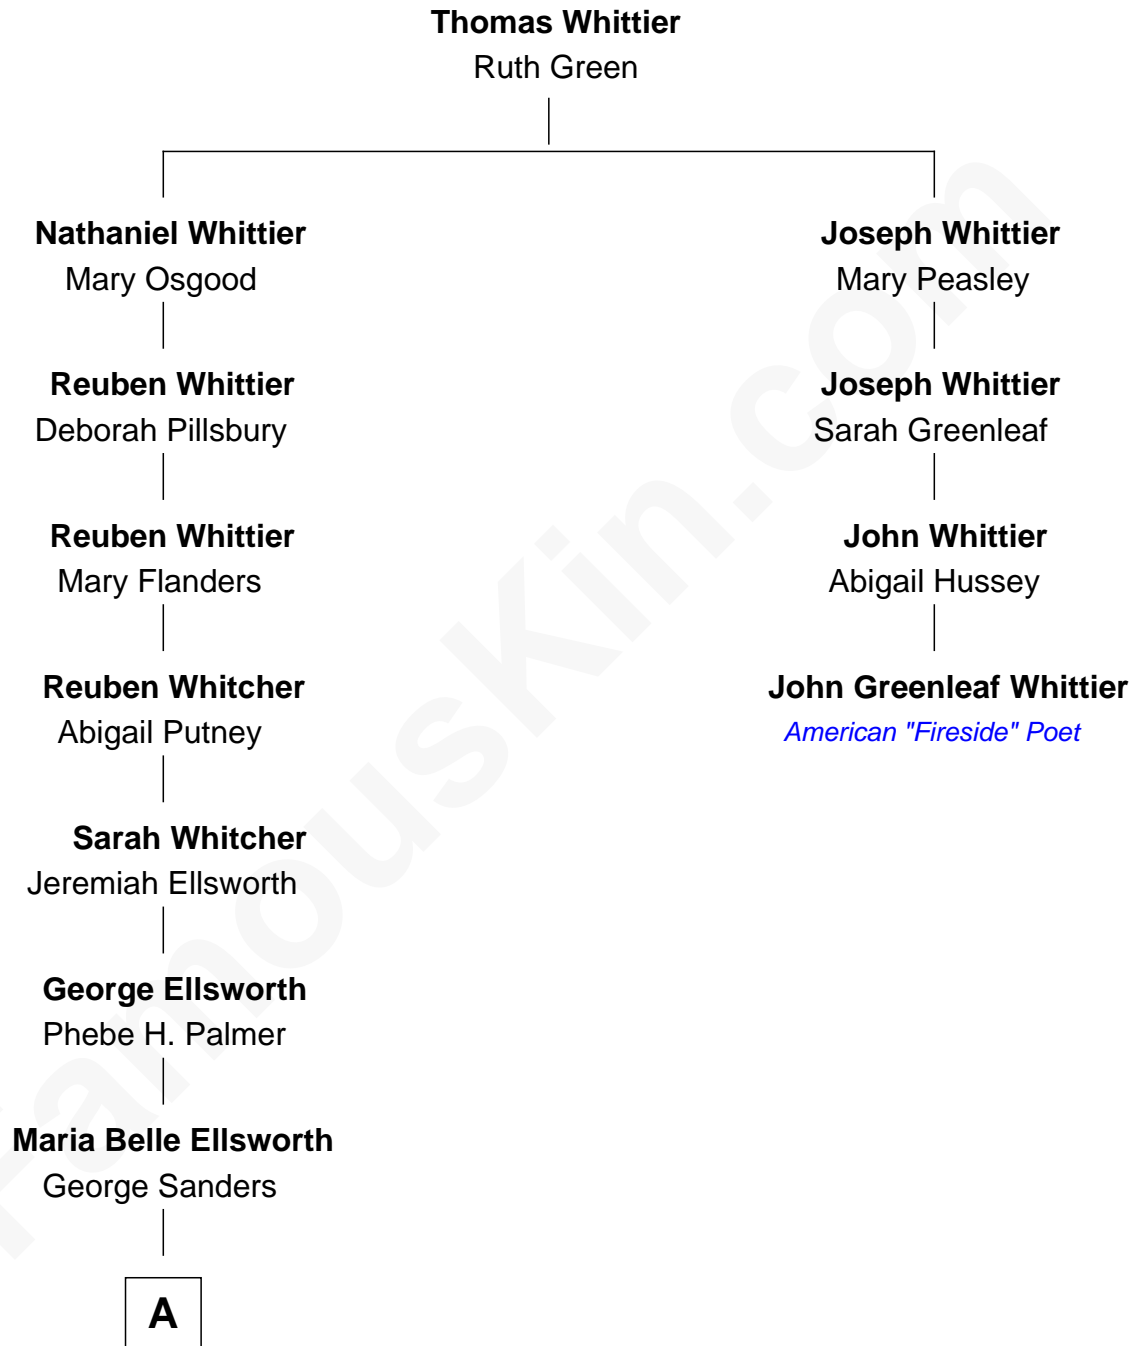 Thomas Whittier
Ruth Green
Nathaniel Whittier
Mary Osgood
Joseph Whittier
Mary Peasley
Reuben Whittier
Deborah Pillsbury
Joseph Whittier
Sarah Greenleaf
Reuben Whittier
Mary Flanders
John Whittier
Abigail Hussey
Reuben Whitcher
Abigail Putney
John Greenleaf Whittier
American "Fireside" Poet
Sarah Whitcher
Jeremiah Ellsworth
George Ellsworth
Phebe H. Palmer
Maria Belle Ellsworth
George Sanders
A
FamousKin.com